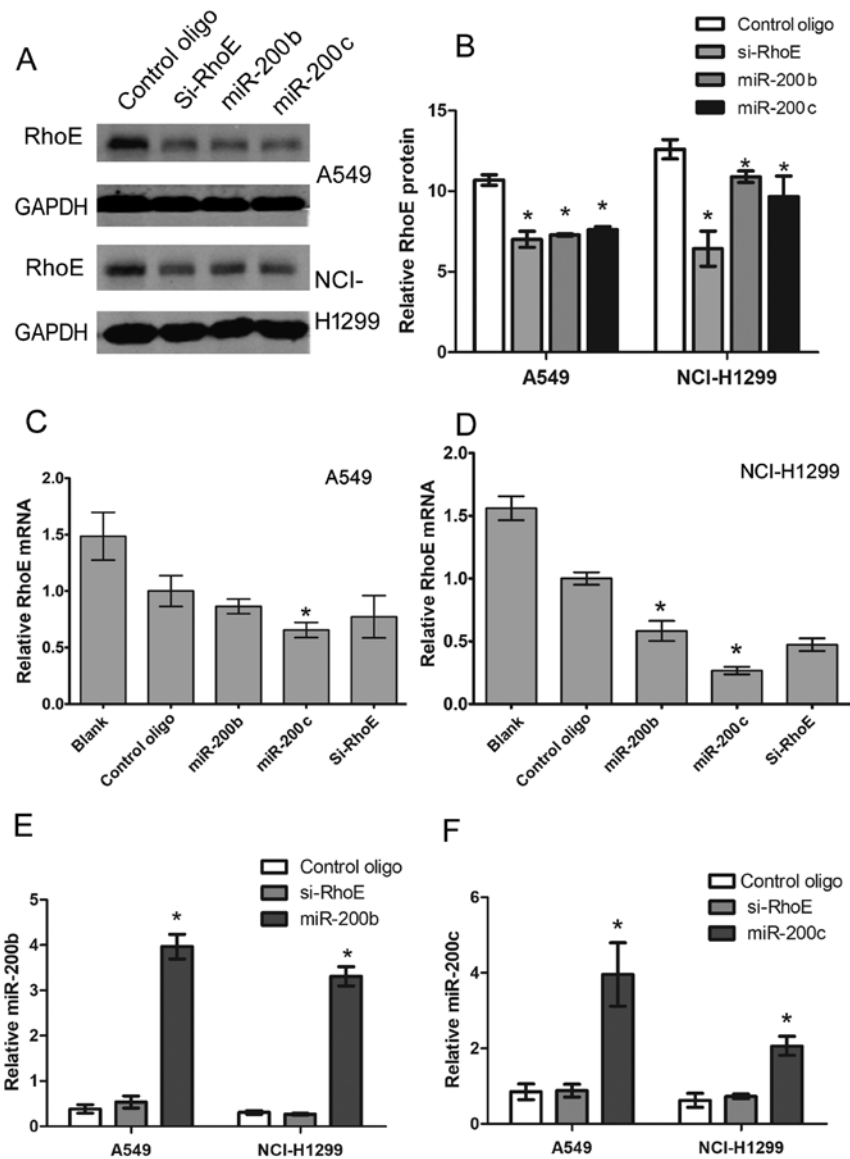 A
Control oligo
Si-RhoE
miR-200b
miR-200c
RhoE
GAPDH
A549
RhoE
GAPDH
NCI-
H1299
B
Control oligo
si-RhoE
miR-200b
miR-200c
Relative RhoE protein
15
10
5
0
*
*
*
*
*
*
A549
NCI-H1299
C
A549
Relative RhoE mRNA
2.0
1.5
1.0
0.5
0.0
*
Blank
Control oligo
miR-200b
miR-200c
Si-RhoE
D
NCI-H1299
Relative RhoE mRNA
2.0
1.5
1.0
0.5
0.0
*
*
Blank
Control oligo
miR-200b
miR-200c
Si-RhoE
E
Control oligo
si-RhoE
miR-200b
Relative miR-200b
5
4
3
2
1
0
*
*
A549
NCI-H1299
F
Control oligo
si-RhoE
miR-200c
Relative miR-200c
6
4
2
0
*
*
A549
NCI-H1299